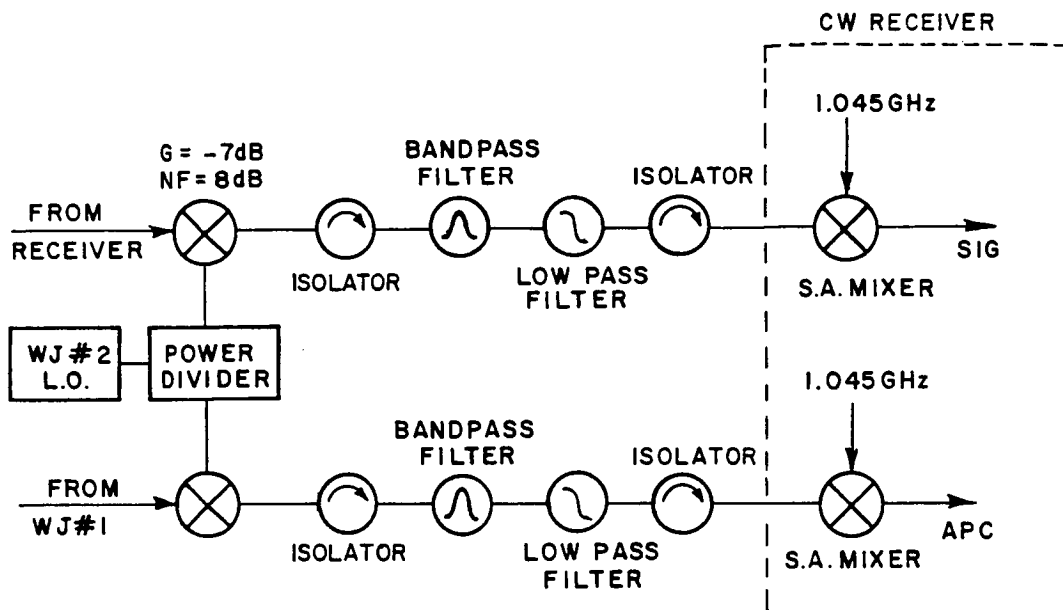 CW RECEIVER
1.045GHz
G = -7dB
NF = 8dB
BANDPASS
FILTER
ISOLATOR
FROM
RECEIVER
ISOLATOR
LOW PASS
FILTER
S.A. MIXER
SIG
WJ #2
L.O.
POWER
DIVIDER
1.045GHz
BANDPASS
FILTER
ISOLATOR
FROM
WJ#1
ISOLATOR
LOW PASS
FILTER
S.A. MIXER
APC